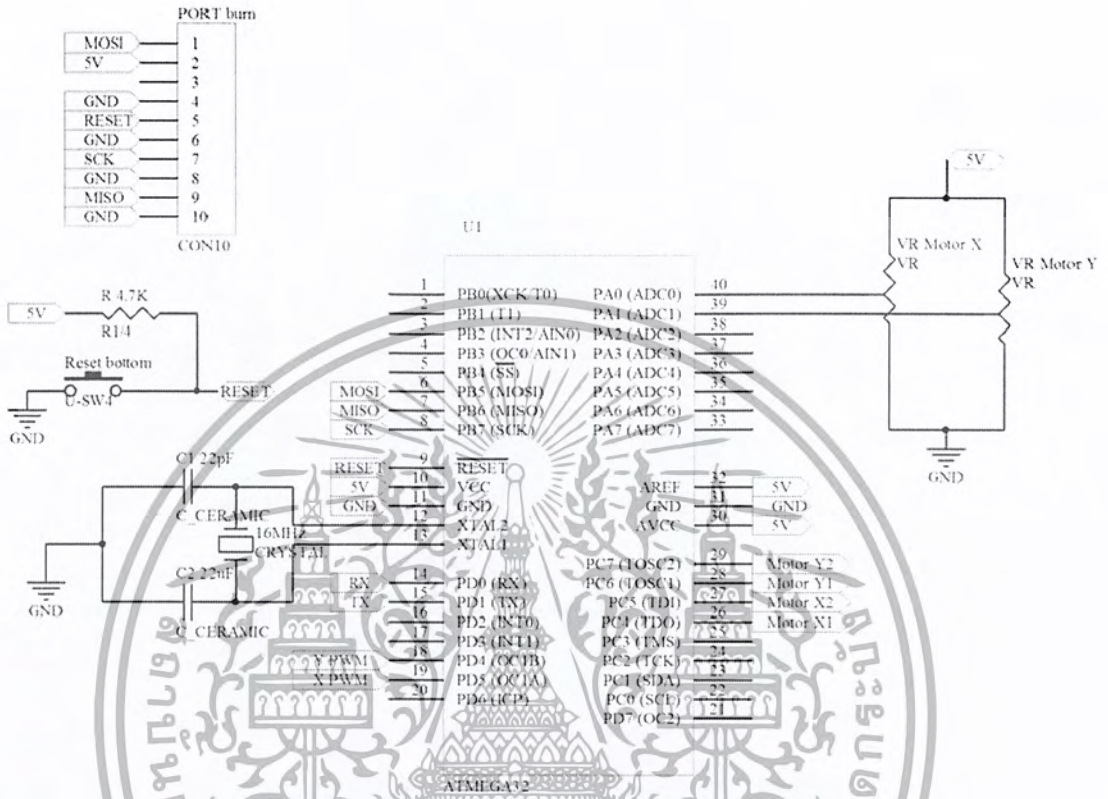 PORT burn
MOSI 1
5V 2
3
GND 4
RESET 5
GND 6
SCK 7
GND 8
MISO 9
GND 10
CON10
5V
R 4.7K
R1/4
Reset bottom
U-SW4
RESET
GND
C1 22pF
C_CERAMIC
16MHZ
CRYSTAL
C2 22uF
C_CERAMIC
GND
U1
1 PB0(XCK/T0)
2 PB1 (T1)
3 PB2 (INT2/AIN0)
4 PB3 (OC0/AIN1)
5 PB4 (SS)
MOSI 6 PB5 (MOSI)
MISO 7 PB6 (MISO)
SCK 8 PB7 (SCK)
RESET 9 RESET
5V 10 VCC
GND 11 GND
12 XTAL2
13 XTAL1
RX 14 PD0 (RX)
TX 15 PD1 (TX)
16 PD2 (INT0)
17 PD3 (INT1)
Y PWM 18 PD4 (OC1B)
X PWM 19 PD5 (OC1A)
20 PD6 (ICP)
PA0 (ADC0) 40
PA1 (ADC1) 39
PA2 (ADC2) 38
PA3 (ADC3) 37
PA4 (ADC4) 36
PA5 (ADC5) 35
PA6 (ADC6) 34
PA7 (ADC7) 33
AREF 32 5V
GND 31 GND
AVCC 30 5V
PC7 (TOSC2) 29 Motor Y2
PC6 (TOSC1) 28 Motor Y1
PC5 (TDI) 27 Motor X2
PC4 (TDO) 26 Motor X1
PC3 (TMS) 25
PC2 (TCK) 24
PC1 (SDA) 23
PC0 (SCL) 22
PD7 (OC2) 21
ATMEGA32
5V
VR Motor X
VR
VR Motor Y
VR
GND